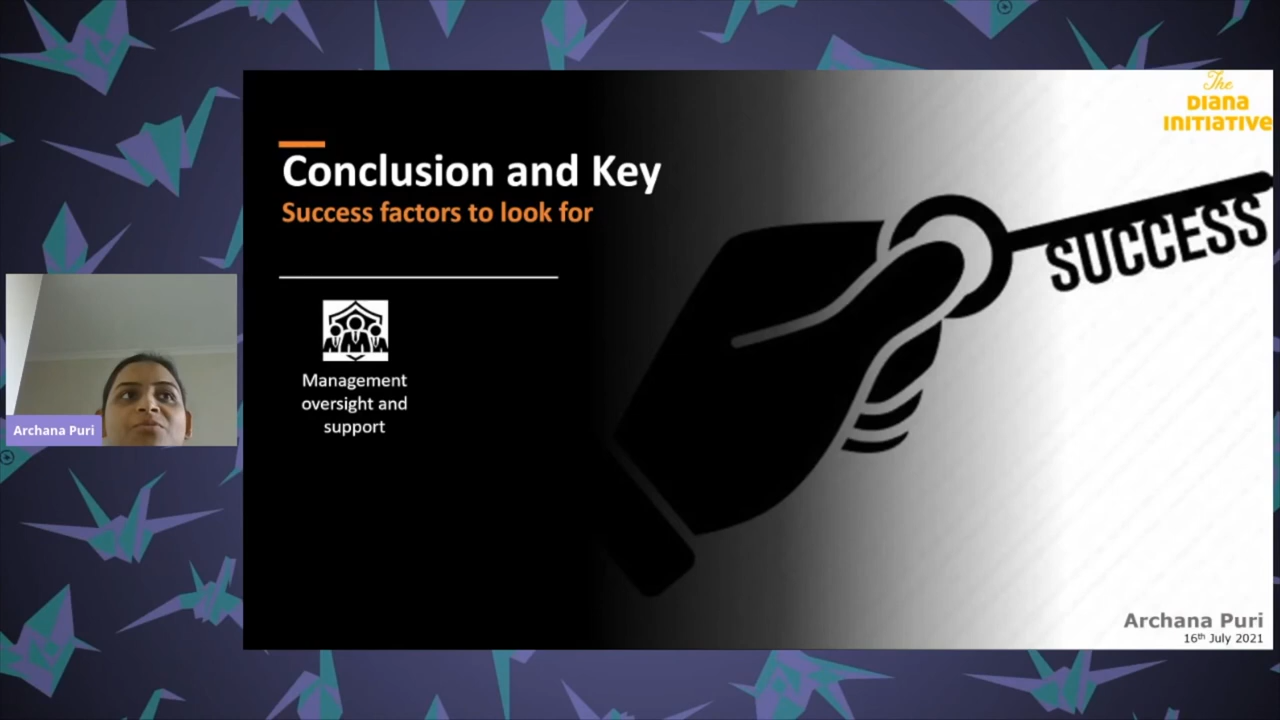 The
DIANA
INITIATIVE
Conclusion and Key
Success factors to look for
SUCCESS
Management
oversight and
support
Archana Puri
Archana Puri
16th July 2021